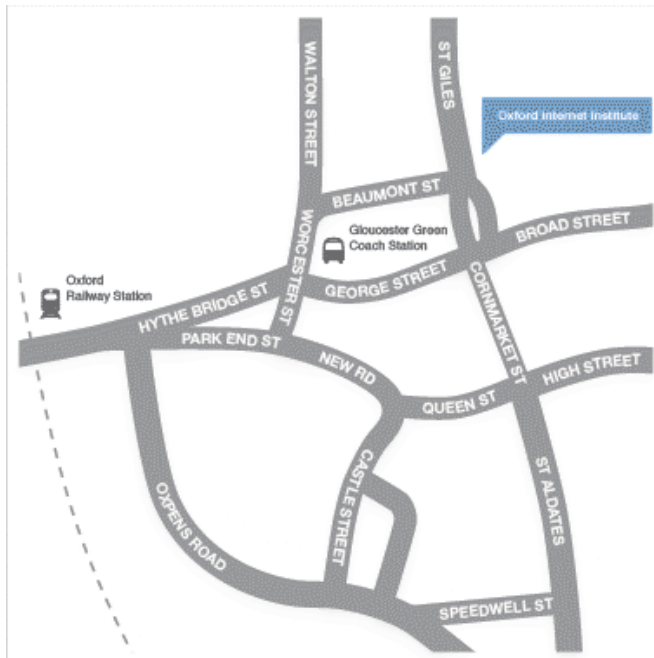 WALTON STREET
ST GILES
Oxford Internet Institute
BEAUMONT ST
WORCESTER ST
Gloucester Green
Coach Station
BROAD STREET
Oxford
Railway Station
HYTHE BRIDGE ST
GEORGE STREET
CORNMARKET ST
PARK END ST
NEW RD
HIGH STREET
QUEEN ST
CASTLE STREET
ST ALDATES
OXPENS ROAD
SPEEDWELL ST